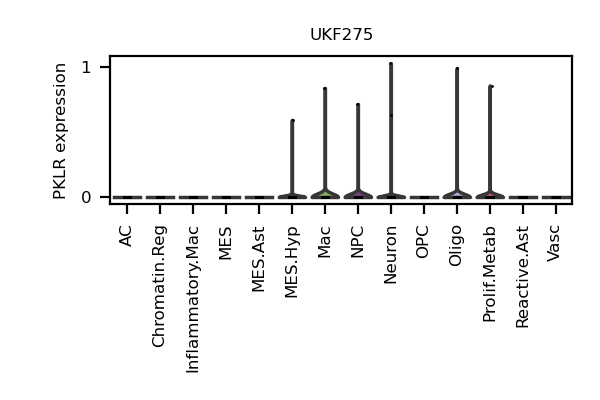 UKF275
PKLR expression
1
0
AC
Chromatin.Reg
Inflammatory.Mac
MES
MES.Ast
MES.Hyp
Mac
NPC
Neuron
OPC
Oligo
Prolif.Metab
Reactive.Ast
Vasc